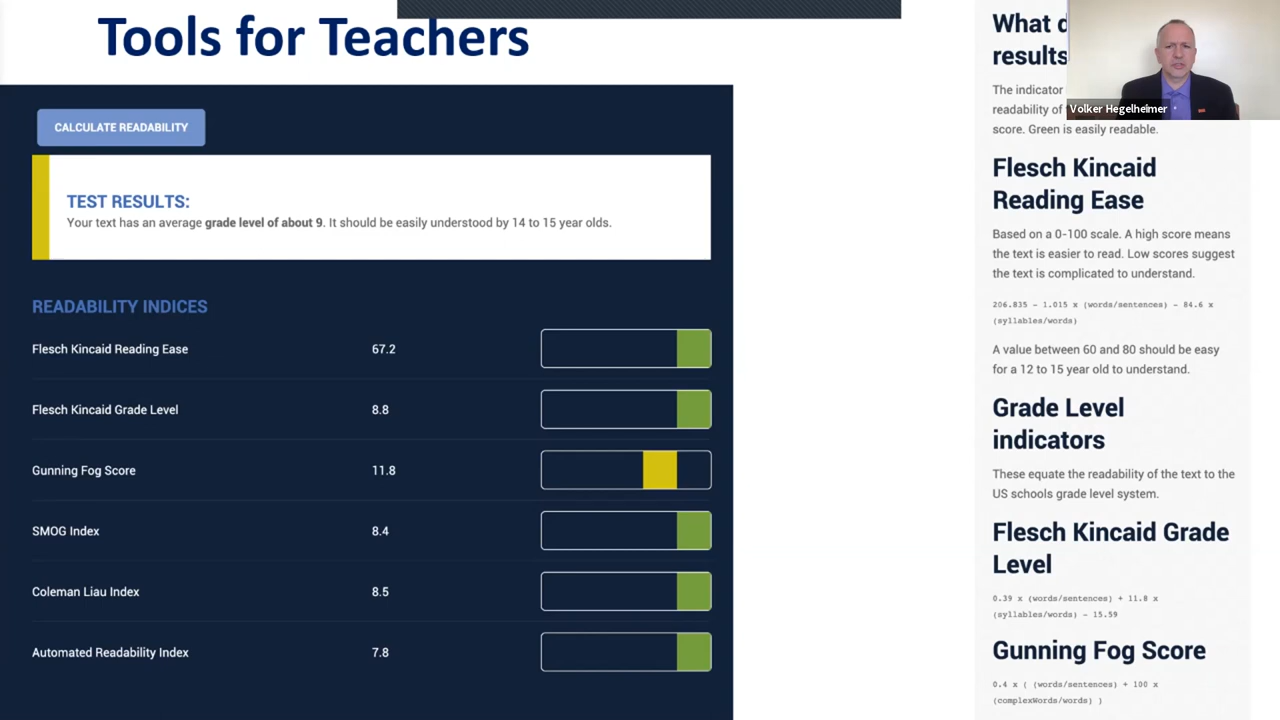 Tools for Teachers
CALCULATE READABILITY
TEST RESULTS:
Your text has an average grade level of about 9. It should be easily understood by 14 to 15 year olds.
READABILITY INDICES
Flesch Kincaid Reading Ease 67.2
Flesch Kincaid Grade Level 8.8
Gunning Fog Score 11.8
SMOG Index 8.4
Coleman Liau Index 8.5
Automated Readability Index 7.8
What
results
The indicator
readability of
score. Green is easily readable.
Flesch Kincaid
Reading Ease
Based on a 0-100 scale. A high score means
the text is easier to read. Low scores suggest
the text is complicated to understand.
206.835 - 1.015 x (words/sentences) - 84.6 x
(syllables/words)
A value between 60 and 80 should be easy
for a 12 to 15 year old to understand.
Grade Level
indicators
These equate the readability of the text to the
US schools grade level system.
Flesch Kincaid Grade
Level
0.39 x (words/sentences) + 11.8 x
(syllables/words) - 15.59
Gunning Fog Score
0.4 x ( (words/sentences) + 100 x
(complexWords/words) )
Volker Hegelheimer